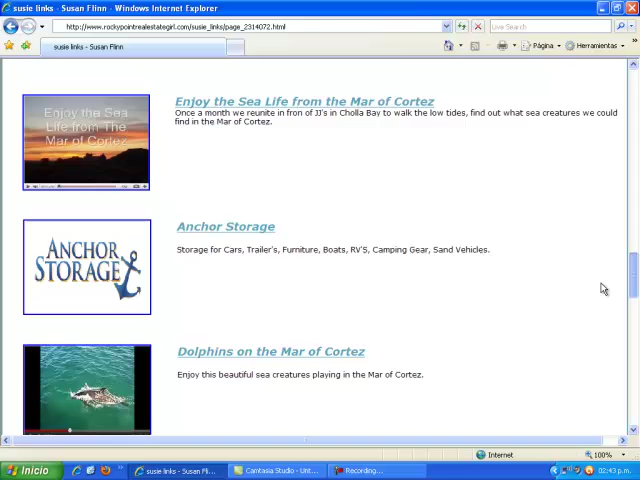 susie links - Susan Flinn - Windows Internet Explorer
http://www.rockypointrealestategirl.com/susie_links/page_2314072.html
Live Search
susie links - Susan Flinn
Página
Herramientas
Enjoy the Sea
Life from The
Mar of Cortez
Enjoy the Sea Life from the Mar of Cortez
Once a month we reunite in fron of JJ's in Cholla Bay to walk the low tides, find out what sea creatures we could
find in the Mar of Cortez.
ANCHOR
STORAGE
Anchor Storage
Storage for Cars, Trailer's, Furniture, Boats, RV'S, Camping Gear, Sand Vehicles.
Dolphins on the Mar of Cortez
Enjoy this beautiful sea creatures playing in the Mar of Cortez.
Internet
100%
Inicio
susie links - Susan Fl...
Camtasia Studio - Unt...
Recording...
02:43 p.m.